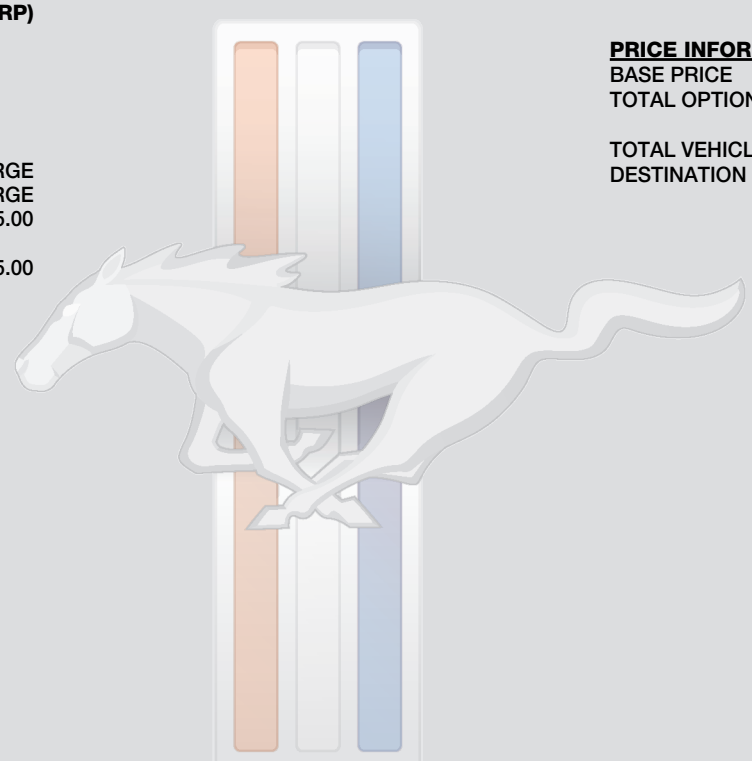 RP)
RGE
RGE
5.00
5.00
PRICE INFOR
BASE PRICE
TOTAL OPTION
TOTAL VEHICL
DESTINATION